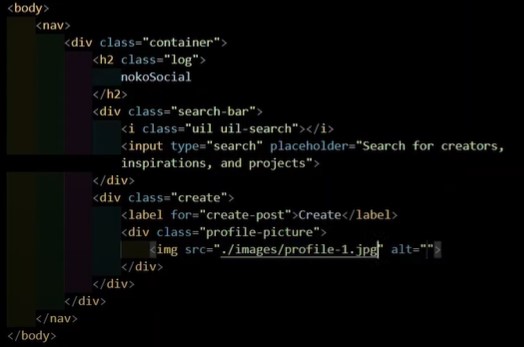 <body>
<nav>
<div class="container">
<h2 class="log">
nokoSocial
</h2>
<div class="search-bar">
<i class="uil uil-search"></i>
<input type="search" placeholder="Search for creators,
inspirations, and projects">
</div>
<div class="create">
<label for="create-post">Create</label>
<div class="profile-picture">
<img src="./images/profile-1.jpg" alt="">
</div>
</div>
</div>
</nav>
</body>